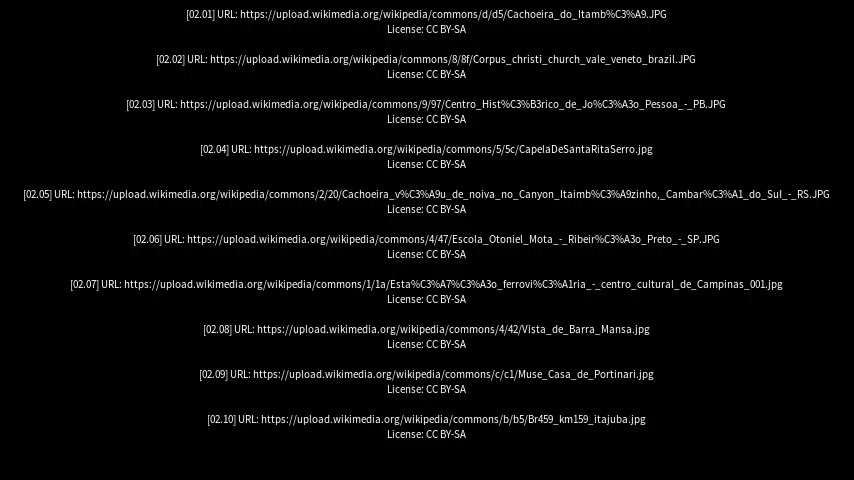 [02.01] URL: https://upload.wikimedia.org/wikipedia/commons/d/d5/Cachoeira_do_Itamb%C3%A9.JPG
License: CC BY-SA
[02.02] URL: https://upload.wikimedia.org/wikipedia/commons/8/8f/Corpus_christi_church_vale_veneto_brazil.JPG
License: CC BY-SA
[02.03] URL: https://upload.wikimedia.org/wikipedia/commons/9/97/Centro_Hist%C3%B3rico_de_Jo%C3%A3o_Pessoa_-_PB.JPG
License: CC BY-SA
[02.04] URL: https://upload.wikimedia.org/wikipedia/commons/5/5c/CapelaDeSantaRitaSerro.jpg
License: CC BY-SA
[02.05] URL: https://upload.wikimedia.org/wikipedia/commons/2/20/Cachoeira_v%C3%A9u_de_noiva_no_Canyon_Itaimb%C3%A9zinho,_Cambar%C3%A1_do_Sul_-_RS.JPG
License: CC BY-SA
[02.06] URL: https://upload.wikimedia.org/wikipedia/commons/4/47/Escola_Otoniel_Mota_-_Ribeir%C3%A3o_Preto_-_SP.JPG
License: CC BY-SA
[02.07] URL: https://upload.wikimedia.org/wikipedia/commons/1/1a/Esta%C3%A7%C3%A3o_ferrovi%C3%A1ria_-_centro_cultural_de_Campinas_001.jpg
License: CC BY-SA
[02.08] URL: https://upload.wikimedia.org/wikipedia/commons/4/42/Vista_de_Barra_Mansa.jpg
License: CC BY-SA
[02.09] URL: https://upload.wikimedia.org/wikipedia/commons/c/c1/Muse_Casa_de_Portinari.jpg
License: CC BY-SA
[02.10] URL: https://upload.wikimedia.org/wikipedia/commons/b/b5/Br459_km159_itajuba.jpg
License: CC BY-SA